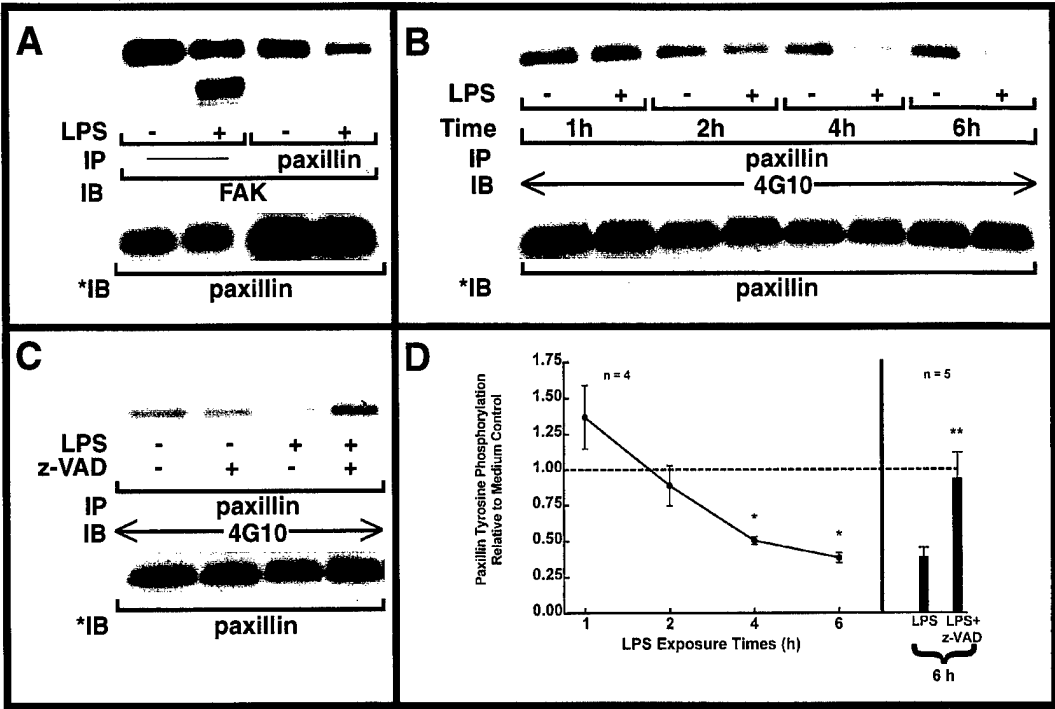 A
LPS - + - +
IP paxillin
IB FAK
*IB paxillin
B
LPS - + - + - + - +
Time 1h 2h 4h 6h
IP paxillin
IB 4G10
*IB paxillin
C
LPS - - + +
z-VAD - + - +
IP paxillin
IB 4G10
*IB paxillin
D
Paxillin Tyrosine Phosphorylation
Relative to Medium Control
1.75
1.50
1.25
1.00
0.75
0.50
0.25
0.00
n = 4
n = 5
**
*
*
1 2 4 6
LPS Exposure Times (h)
LPS LPS+
z-VAD
6 h